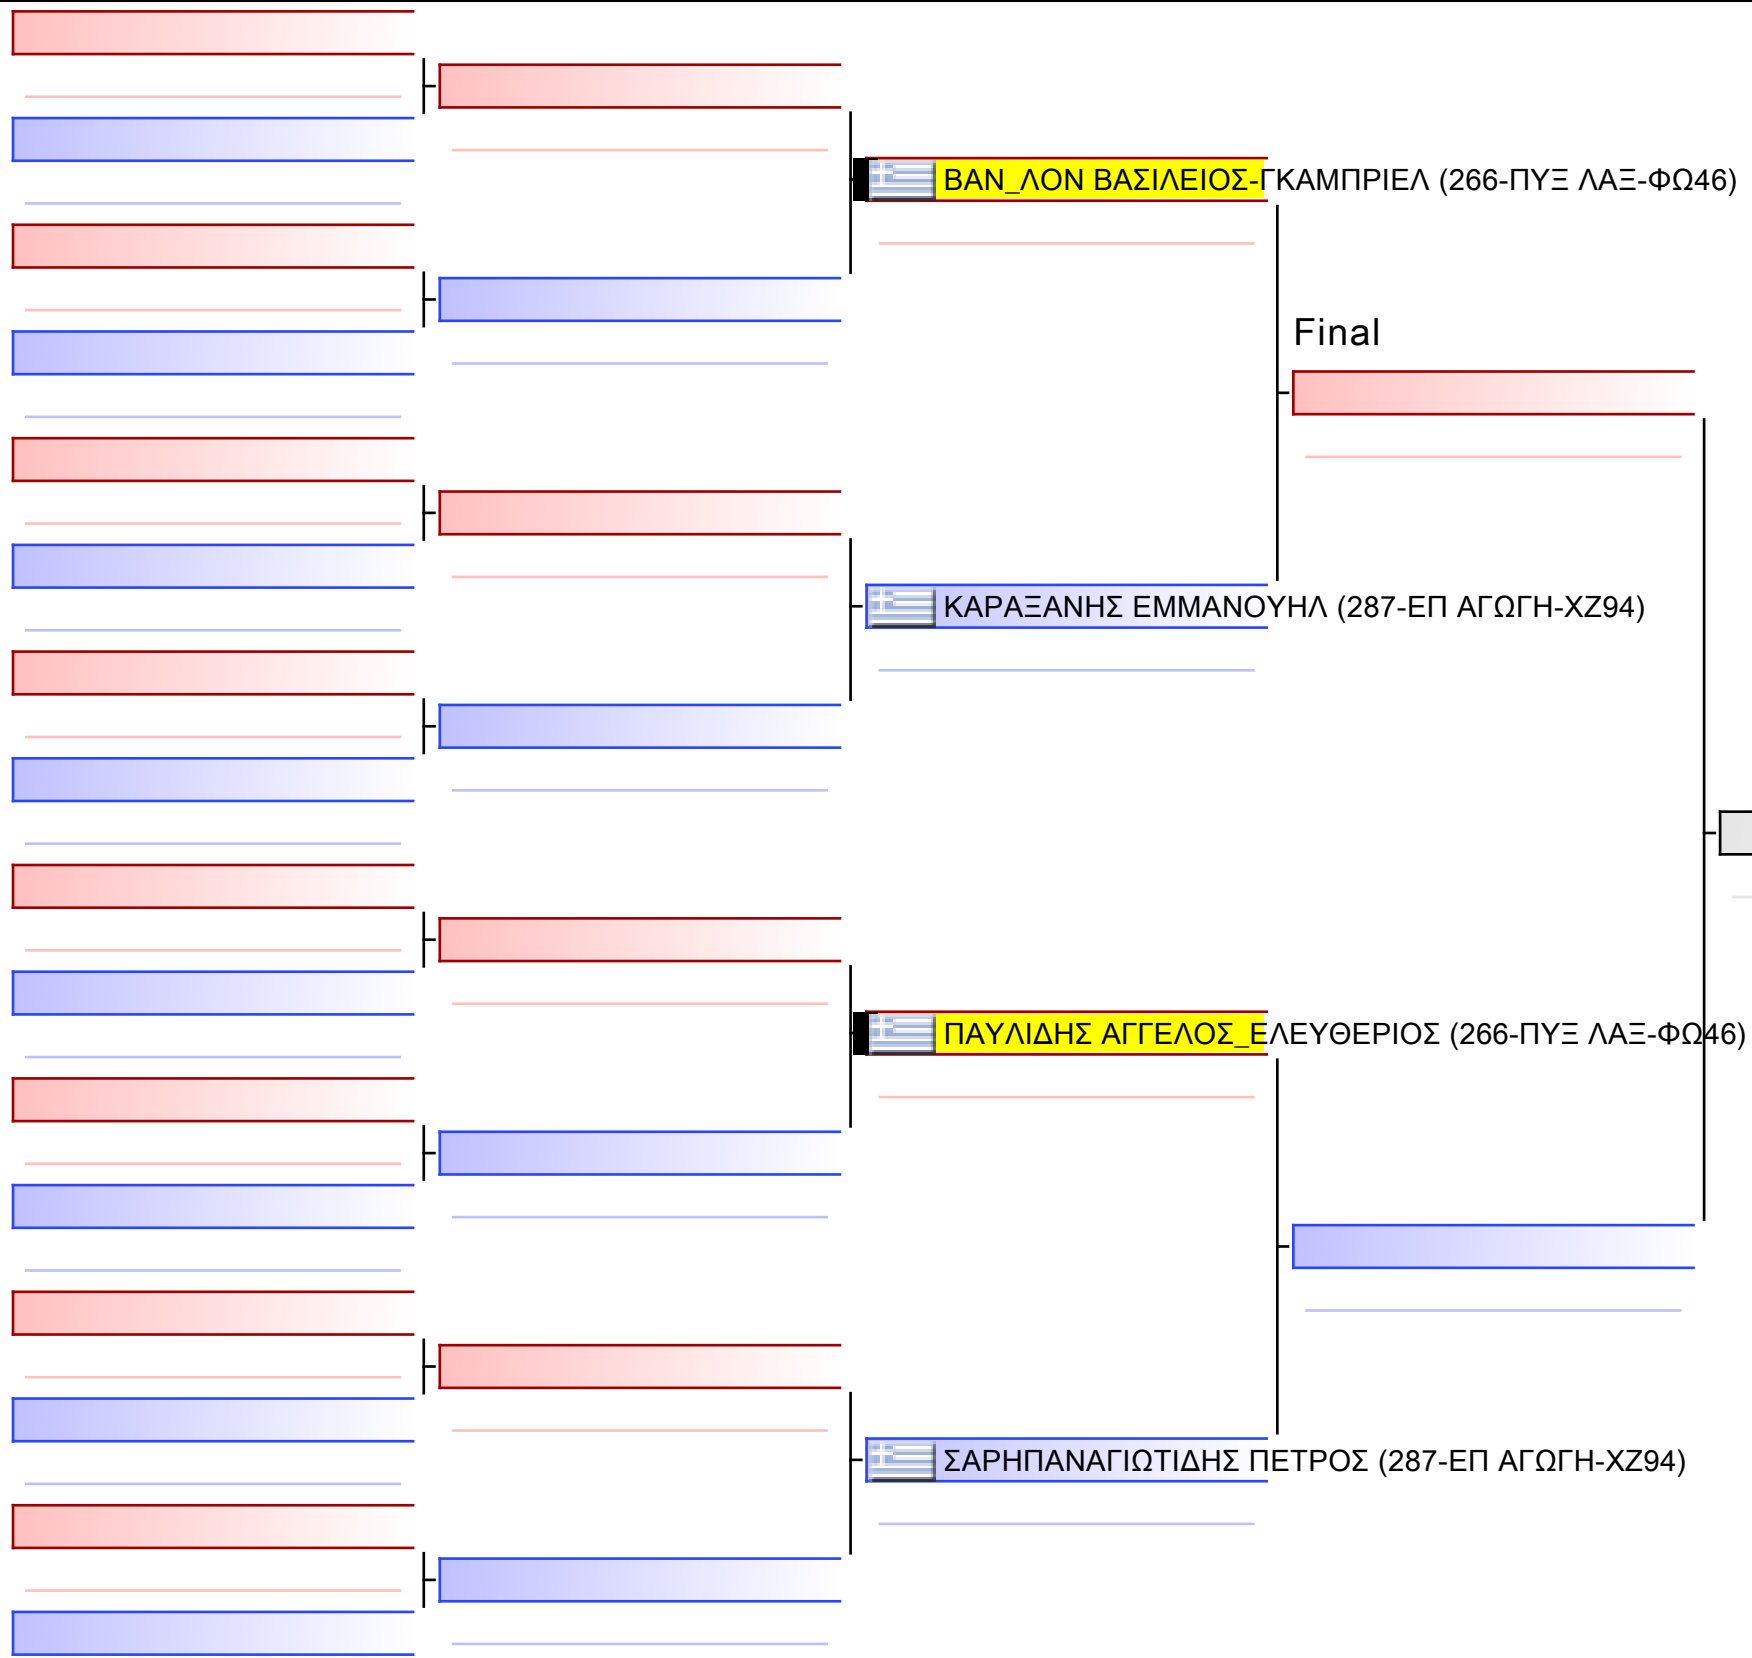 ΒΑΝ_ΛΟΝ ΒΑΣΙΛΕΙΟΣ-ΓΚΑΜΠΡΙΕΛ (266-ΠΥΞ ΛΑΞ-ΦΩ46)
Final
ΚΑΡΑΞΑΝΗΣ ΕΜΜΑΝΟΥΗΛ (287-ΕΠ ΑΓΩΓΗ-ΧΖ94)
ΠΑΥΛΙΔΗΣ ΑΓΓΕΛΟΣ_ΕΛΕΥΘΕΡΙΟΣ (266-ΠΥΞ ΛΑΞ-ΦΩ46)
ΣΑΡΗΠΑΝΑΓΙΩΤΙΔΗΣ ΠΕΤΡΟΣ (287-ΕΠ ΑΓΩΓΗ-ΧΖ94)